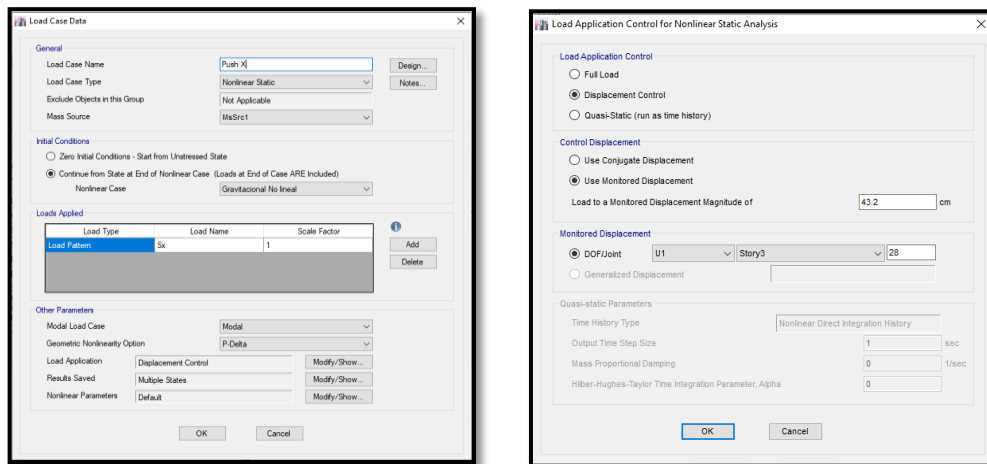 Load Case Data
General
Load Case Name Push X Design...
Load Case Type Nonlinear Static Notes...
Exclude Objects in this Group Not Applicable
Mass Source MsSrc1
Initial Conditions
Zero Initial Conditions - Start from Unstressed State
Continue from State at End of Nonlinear Case (Loads at End of Case ARE Included)
Nonlinear Case Gravitacional No lineal
Loads Applied
Load Type Load Name Scale Factor
Load Pattern Sx 1 Add
Delete
Other Parameters
Modal Load Case Modal
Geometric Nonlinearity Option P-Delta
Load Application Displacement Control Modify/Show...
Results Saved Multiple States Modify/Show...
Nonlinear Parameters Default Modify/Show...
OK Cancel
Load Application Control for Nonlinear Static Analysis
Load Application Control
Full Load
Displacement Control
Quasi-Static (run as time history)
Control Displacement
Use Conjugate Displacement
Use Monitored Displacement
Load to a Monitored Displacement Magnitude of 43.2 cm
Monitored Displacement
DOF/Joint U1 Story3 28
Generalized Displacement
Quasi-static Parameters
Time History Type Nonlinear Direct Integration History
Output Time Step Size 1 sec
Mass Proportional Damping 0 1/sec
Hilber-Hughes-Taylor Time Integration Parameter, Alpha 0
OK Cancel